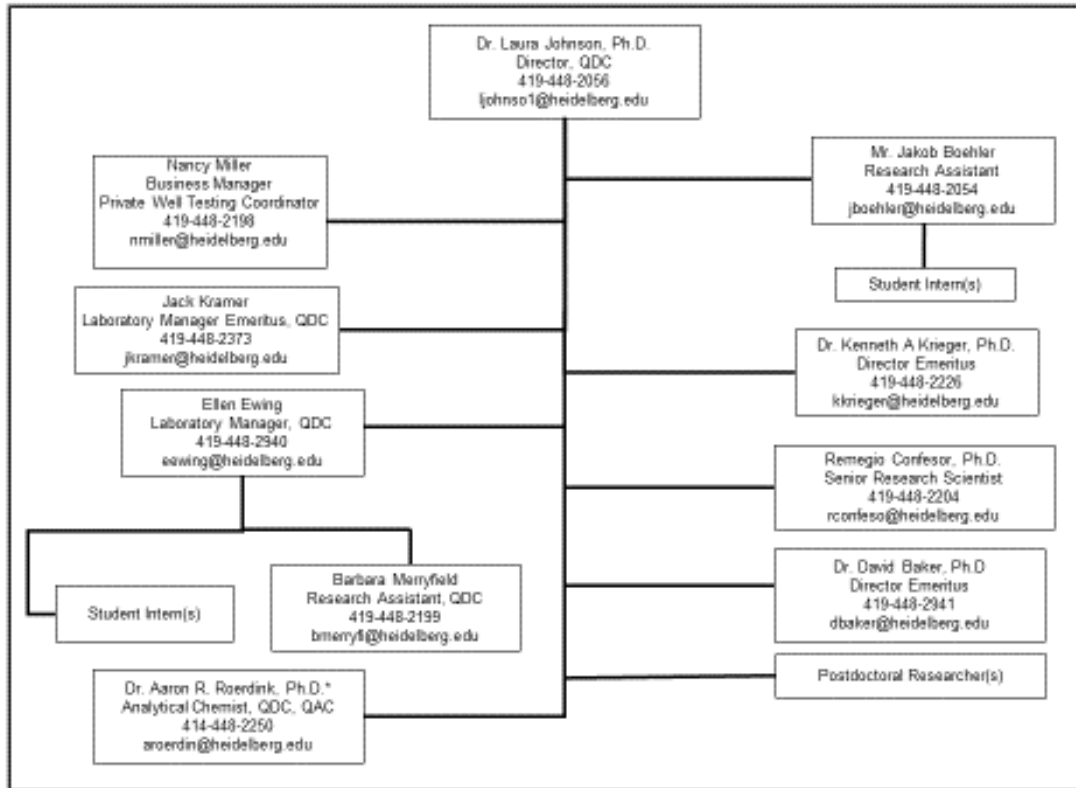 Dr. Laura Johnson, Ph.D.
Director, QDC
419-448-2056
ljohnso1@heidelberg.edu
Nancy Miller
Business Manager
Private Well Testing Coordinator
419-448-2198
nmiller@heidelberg.edu
Mr. Jakob Boehler
Research Assistant
419-448-2054
jboehler@heidelberg.edu
Student Intern(s)
Jack Kramer
Laboratory Manager Emeritus, QDC
419-448-2373
jkramer@heidelberg.edu
Dr. Kenneth A Krieger, Ph.D.
Director Emeritus
419-448-2226
kkrieger@heidelberg.edu
Ellen Ewing
Laboratory Manager, QDC
419-448-2940
eewing@heidelberg.edu
Remegio Confesor, Ph.D.
Senior Research Scientist
419-448-2204
rconfeso@heidelberg.edu
Student Intern(s)
Barbara Merryfield
Research Assistant, QDC
419-448-2199
bmerryfi@heidelberg.edu
Dr. David Baker, Ph.D
Director Emeritus
419-448-2941
dbaker@heidelberg.edu
Dr. Aaron R. Roerdink, Ph.D.*
Analytical Chemist, QDC, QAC
414-448-2250
aroerdin@heidelberg.edu
Postdoctoral Researcher(s)